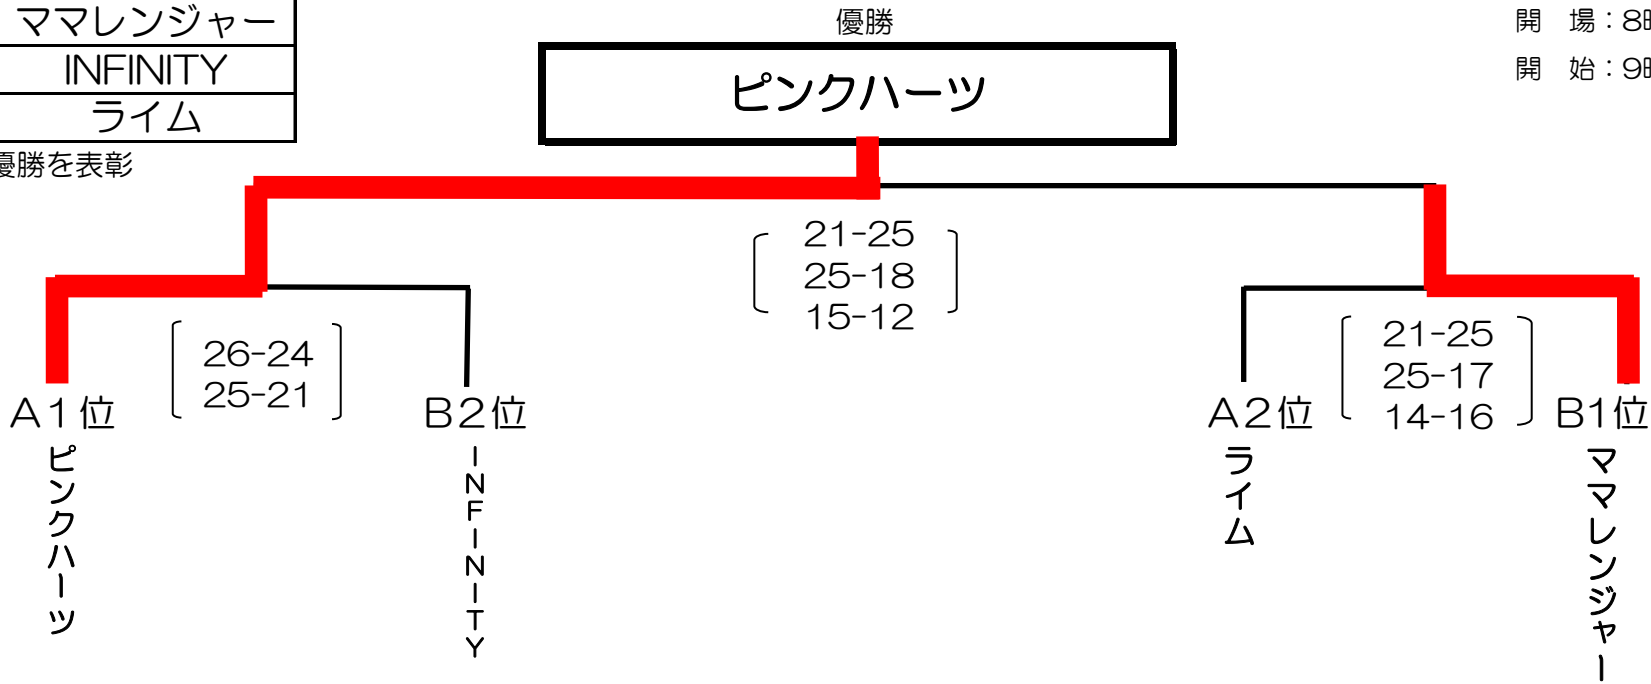 ママレンジャー
INFINITY
ライム
優勝を表彰
優勝
ピンクハーツ
開　場：8時
開　始：9時
21-25
25-18
15-12
26-24
25-21
21-25
25-17
14-16
A1位
B2位
A2位
B1位
ピンクハーツ
INFINITY
ライム
ママレンジャー